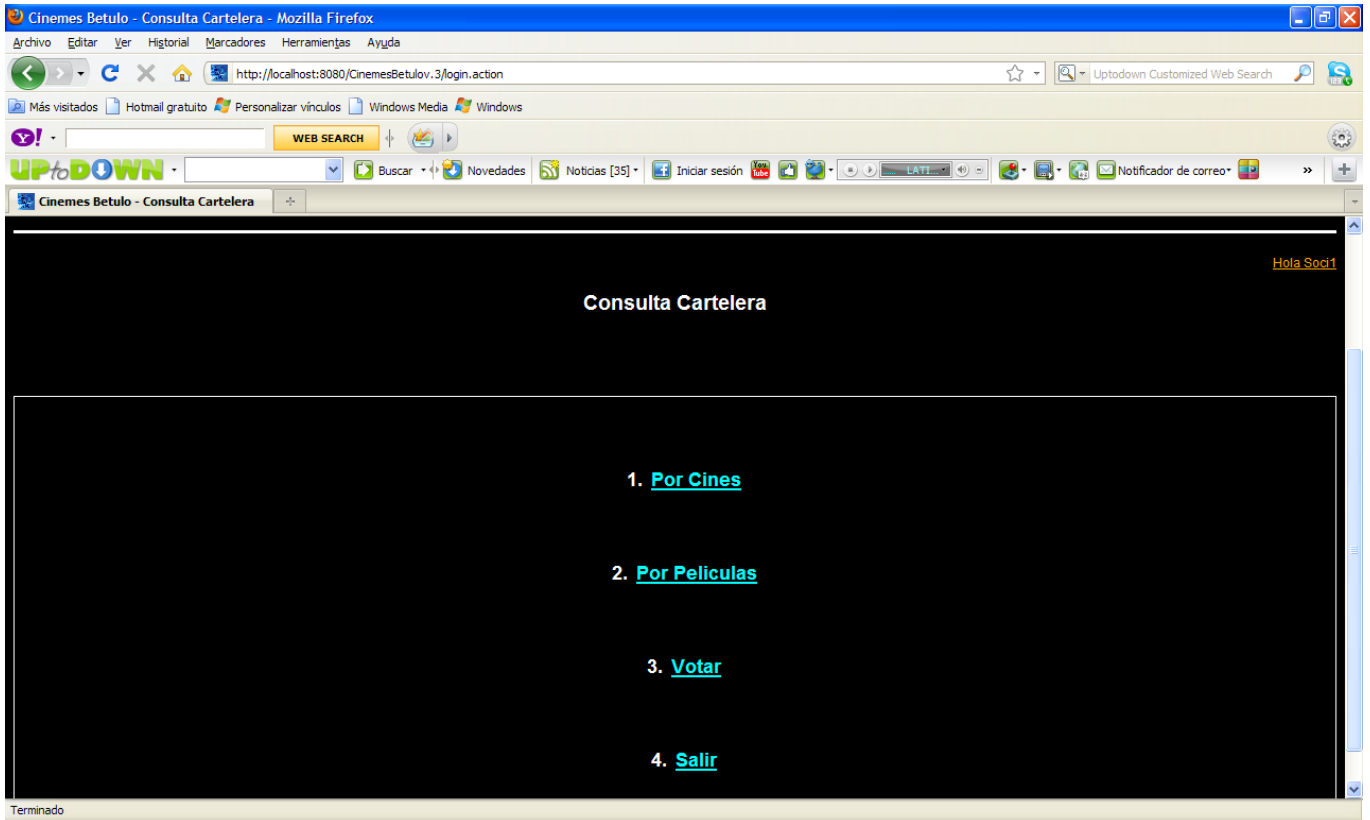 Cinemes Betulo - Consulta Cartelera - Mozilla Firefox
Archivo Editar Ver Historial Marcadores Herramientas Ayuda
http://localhost:8080/CinemesBetulov.3/login.action Uptodown Customized Web Search
Más visitados Hotmail gratuito Personalizar vínculos Windows Media Windows
Y! WEB SEARCH
UPtoDOWN Buscar Novedades Noticias [35] Iniciar sesión You Tube LATI... Notificador de correo »
Cinemes Betulo - Consulta Cartelera
Hola Soci1
Consulta Cartelera
1. Por Cines
2. Por Peliculas
3. Votar
4. Salir
Terminado